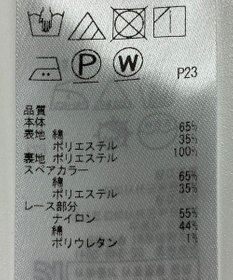 P
W
P23
品質
本体
表地 綿 65%
ポリエステル 35%
裏地 ポリエステル 100%
スペアカラー
綿 65%
ポリエステル 35%
レース部分
ナイロン 55%
綿 44%
ポリウレタン 1%